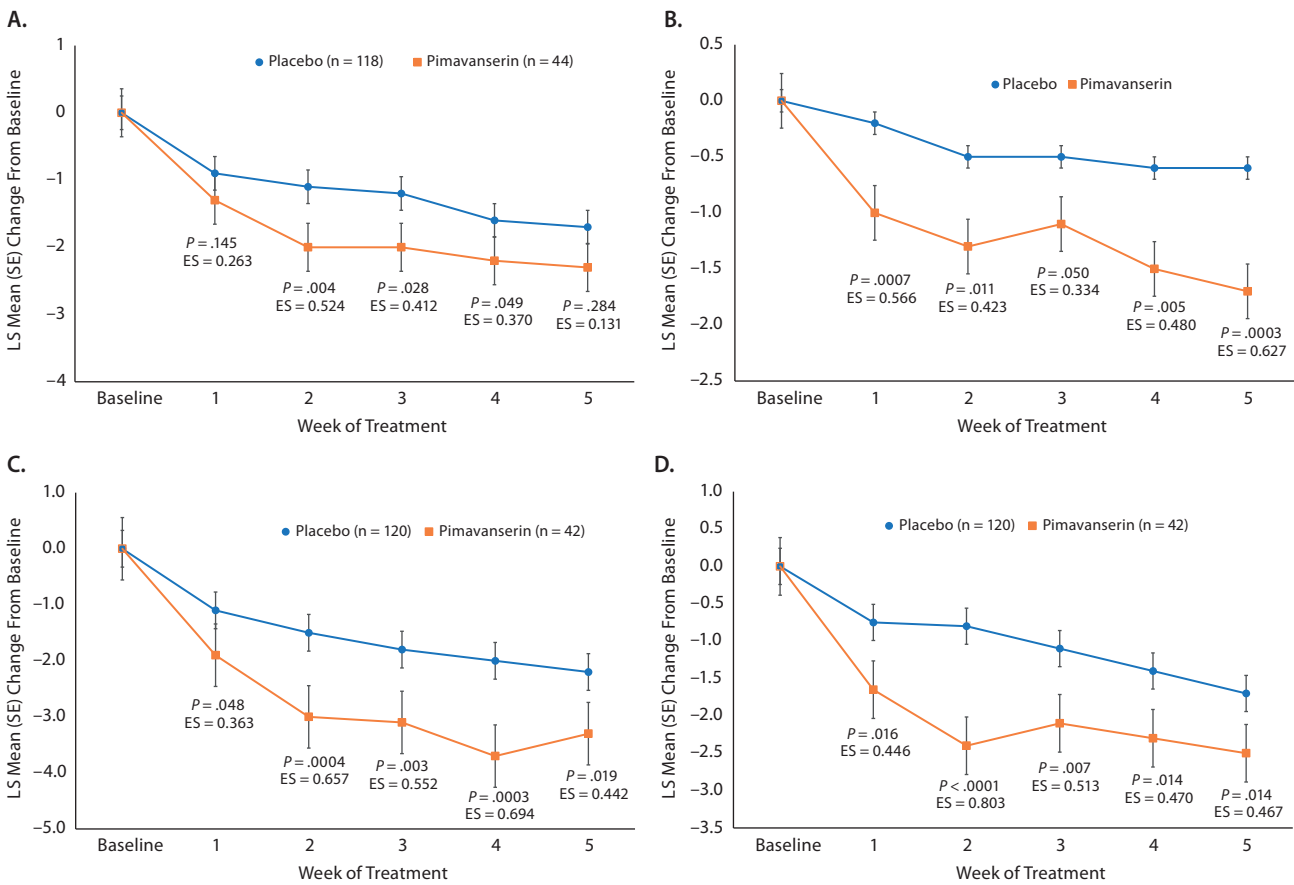 A.
LS Mean (SE) Change From Baseline
1
0
–1
–2
–3
–4
Placebo (n = 118) Pimavanserin (n = 44)
P = .145
ES = 0.263
P = .004
ES = 0.524
P = .028
ES = 0.412
P = .049
ES = 0.370
P = .284
ES = 0.131
Baseline 1 2 3 4 5
Week of Treatment
B.
LS Mean (SE) Change From Baseline
0.5
0.0
–0.5
–1.0
–1.5
–2.0
–2.5
Placebo Pimavanserin
P = .0007
ES = 0.566
P = .011
ES = 0.423
P = .050
ES = 0.334
P = .005
ES = 0.480
P = .0003
ES = 0.627
Baseline 1 2 3 4 5
Week of Treatment
C.
LS Mean (SE) Change From Baseline
1.0
0.0
–1.0
–2.0
–3.0
–4.0
–5.0
Placebo (n = 120) Pimavanserin (n = 42)
P = .048
ES = 0.363
P = .0004
ES = 0.657
P = .003
ES = 0.552
P = .0003
ES = 0.694
P = .019
ES = 0.442
Baseline 1 2 3 4 5
Week of Treatment
D.
LS Mean (SE) Change From Baseline
1.0
0.5
0.0
–0.5
–1.0
–1.5
–2.0
–2.5
–3.0
–3.5
Placebo (n = 120) Pimavanserin (n = 42)
P = .016
ES = 0.446
P < .0001
ES = 0.803
P = .007
ES = 0.513
P = .014
ES = 0.470
P = .014
ES = 0.467
Baseline 1 2 3 4 5
Week of Treatment